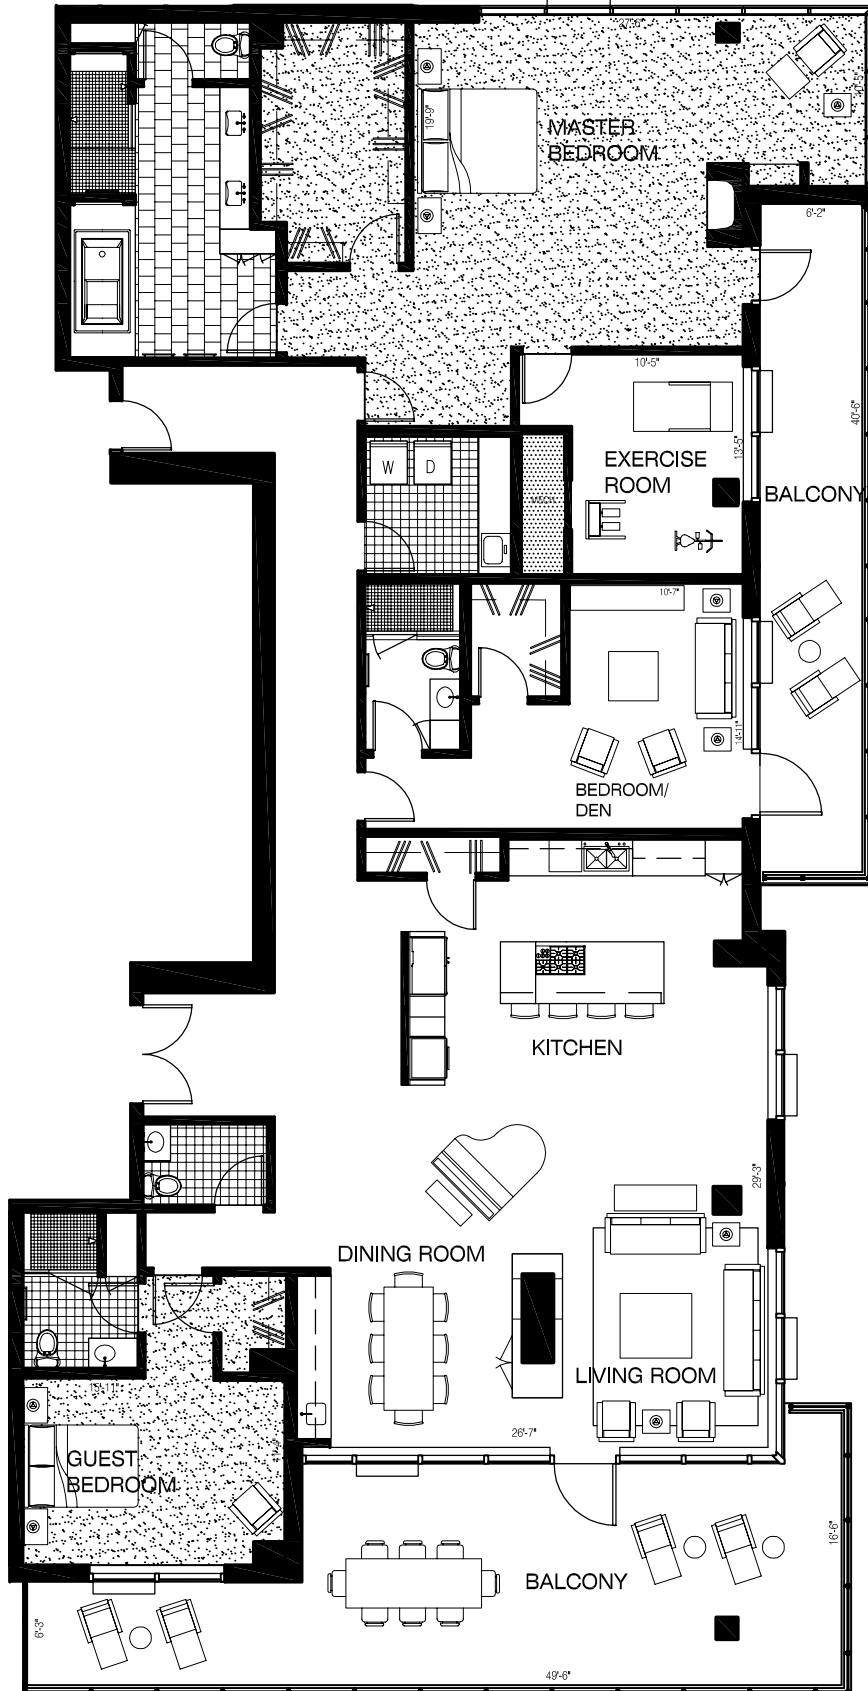 27'-6"
19'-9"
MASTER
BEDROOM
6'-2"
10'-5"
40'-6"
13'-5"
W D
EXERCISE
ROOM
BALCONY
10'-7"
14'-11"
BEDROOM/
DEN
KITCHEN
29'-3"
DINING ROOM
LIVING ROOM
26'-7"
GUEST
BEDROOM
16'-6"
BALCONY
6'-3"
49'-6"